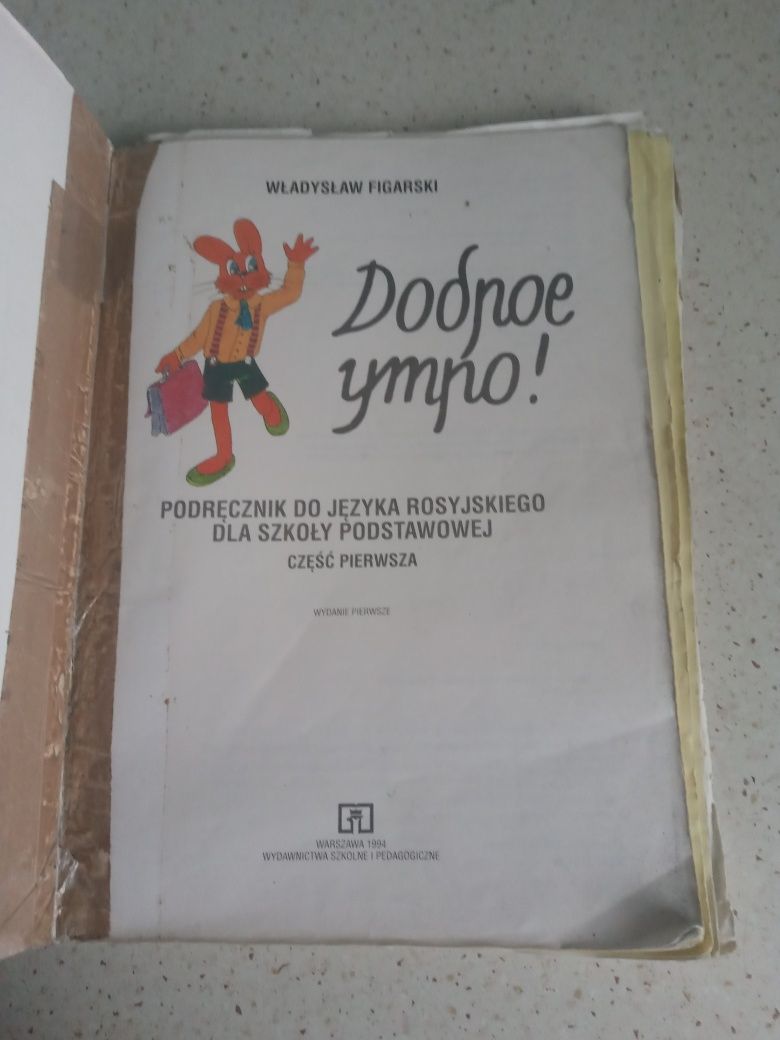 WŁADYSŁAW FIGARSKI
Доброе
утро!
PODRĘCZNIK DO JĘZYKA ROSYJSKIEGO
DLA SZKOŁY PODSTAWOWEJ
CZĘŚĆ PIERWSZA
WYDANIE PIERWSZE
WARSZAWA 1994
WYDAWNICTWA SZKOLNE I PEDAGOGICZNE